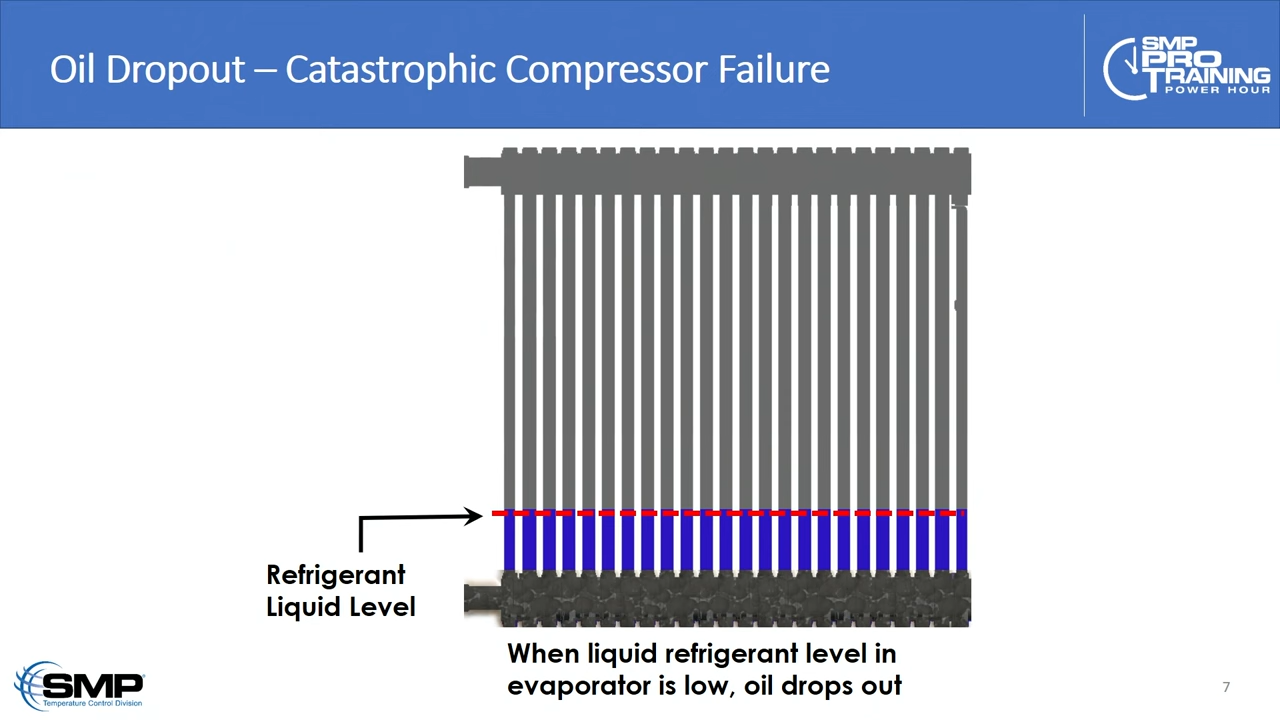 Oil Dropout – Catastrophic Compressor Failure
SMP
PRO
TRAINING
POWER HOUR
Refrigerant
Liquid Level
When liquid refrigerant level in
evaporator is low, oil drops out
SMP
Temperature Control Division
7